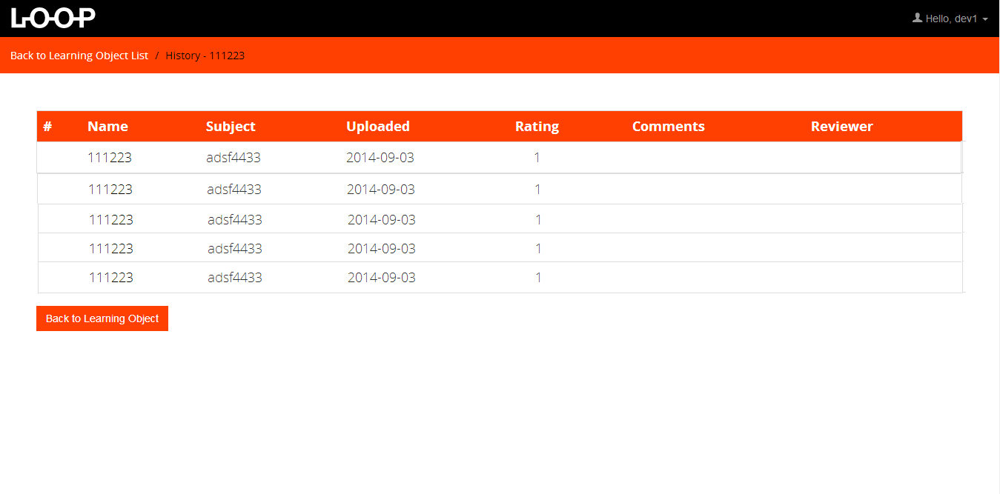 LOOP Hello, dev1
Back to Learning Object List / History - 111223
# Name Subject Uploaded Rating Comments Reviewer
111223 adsf4433 2014-09-03 1
111223 adsf4433 2014-09-03 1
111223 adsf4433 2014-09-03 1
111223 adsf4433 2014-09-03 1
111223 adsf4433 2014-09-03 1
Back to Learning Object